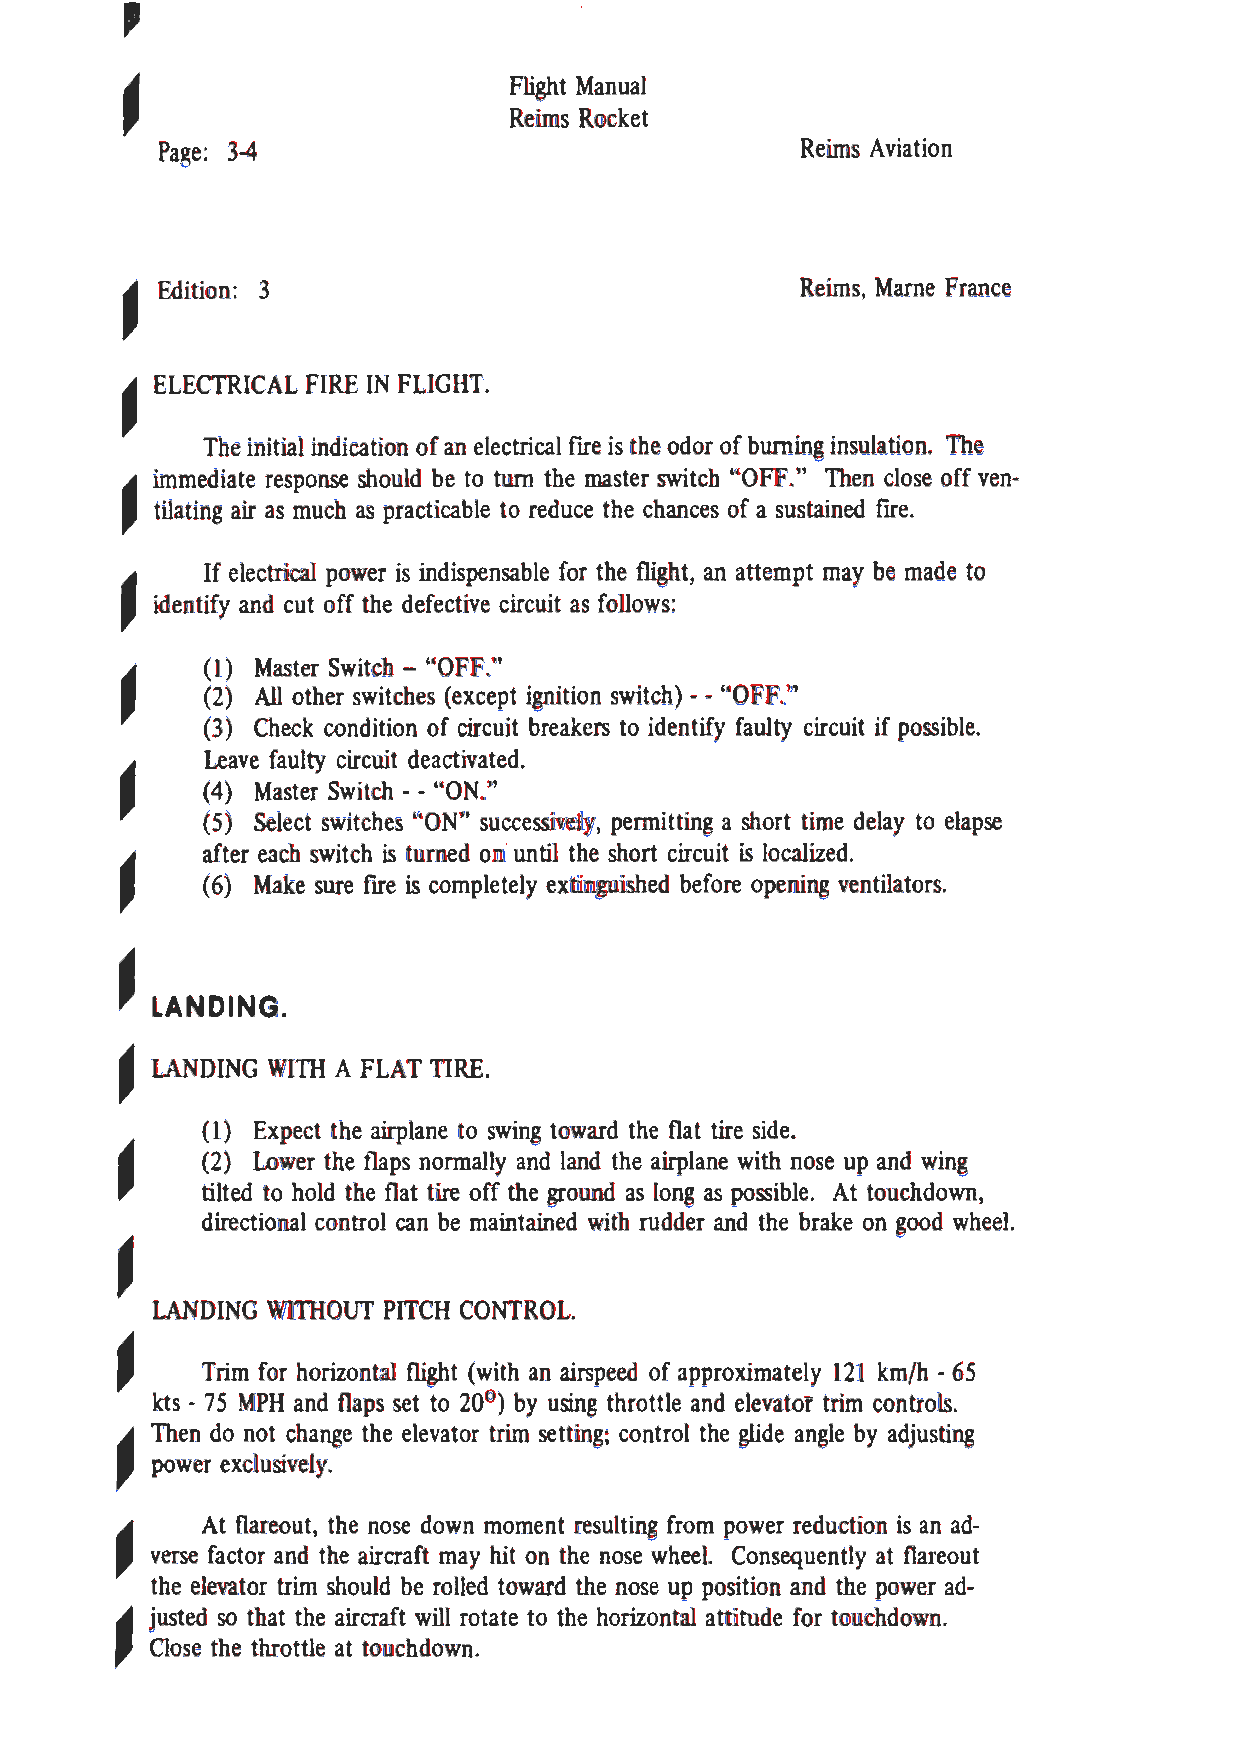 Flight Manual
Reims Rocket
Page: 3-4 Reims Aviation
Edition: 3 Reims, Marne France
ELECTRICAL FIRE IN FLIGHT.
The initial indication of an electrical fire is the odor of burning insulation. The
immediate response should be to turn the master switch “OFF.” Then close off ven-
tilating air as much as practicable to reduce the chances of a sustained fire.
If electrical power is indispensable for the flight, an attempt may be made to
identify and cut off the defective circuit as follows:
(1) Master Switch – “OFF.”
(2) All other switches (except ignition switch) - - “OFF.”
(3) Check condition of circuit breakers to identify faulty circuit if possible.
Leave faulty circuit deactivated.
(4) Master Switch - - “ON.”
(5) Select switches “ON” successively, permitting a short time delay to elapse
after each switch is turned on until the short circuit is localized.
(6) Make sure fire is completely extinguished before opening ventilators.
LANDING.
LANDING WITH A FLAT TIRE.
(1) Expect the airplane to swing toward the flat tire side.
(2) Lower the flaps normally and land the airplane with nose up and wing
tilted to hold the flat tire off the ground as long as possible. At touchdown,
directional control can be maintained with rudder and the brake on good wheel.
LANDING WITHOUT PITCH CONTROL.
Trim for horizontal flight (with an airspeed of approximately 121 km/h - 65
kts - 75 MPH and flaps set to 20°) by using throttle and elevator trim controls.
Then do not change the elevator trim setting; control the glide angle by adjusting
power exclusively.
At flareout, the nose down moment resulting from power reduction is an ad-
verse factor and the aircraft may hit on the nose wheel. Consequently at flareout
the elevator trim should be rolled toward the nose up position and the power ad-
justed so that the aircraft will rotate to the horizontal attitude for touchdown.
Close the throttle at touchdown.